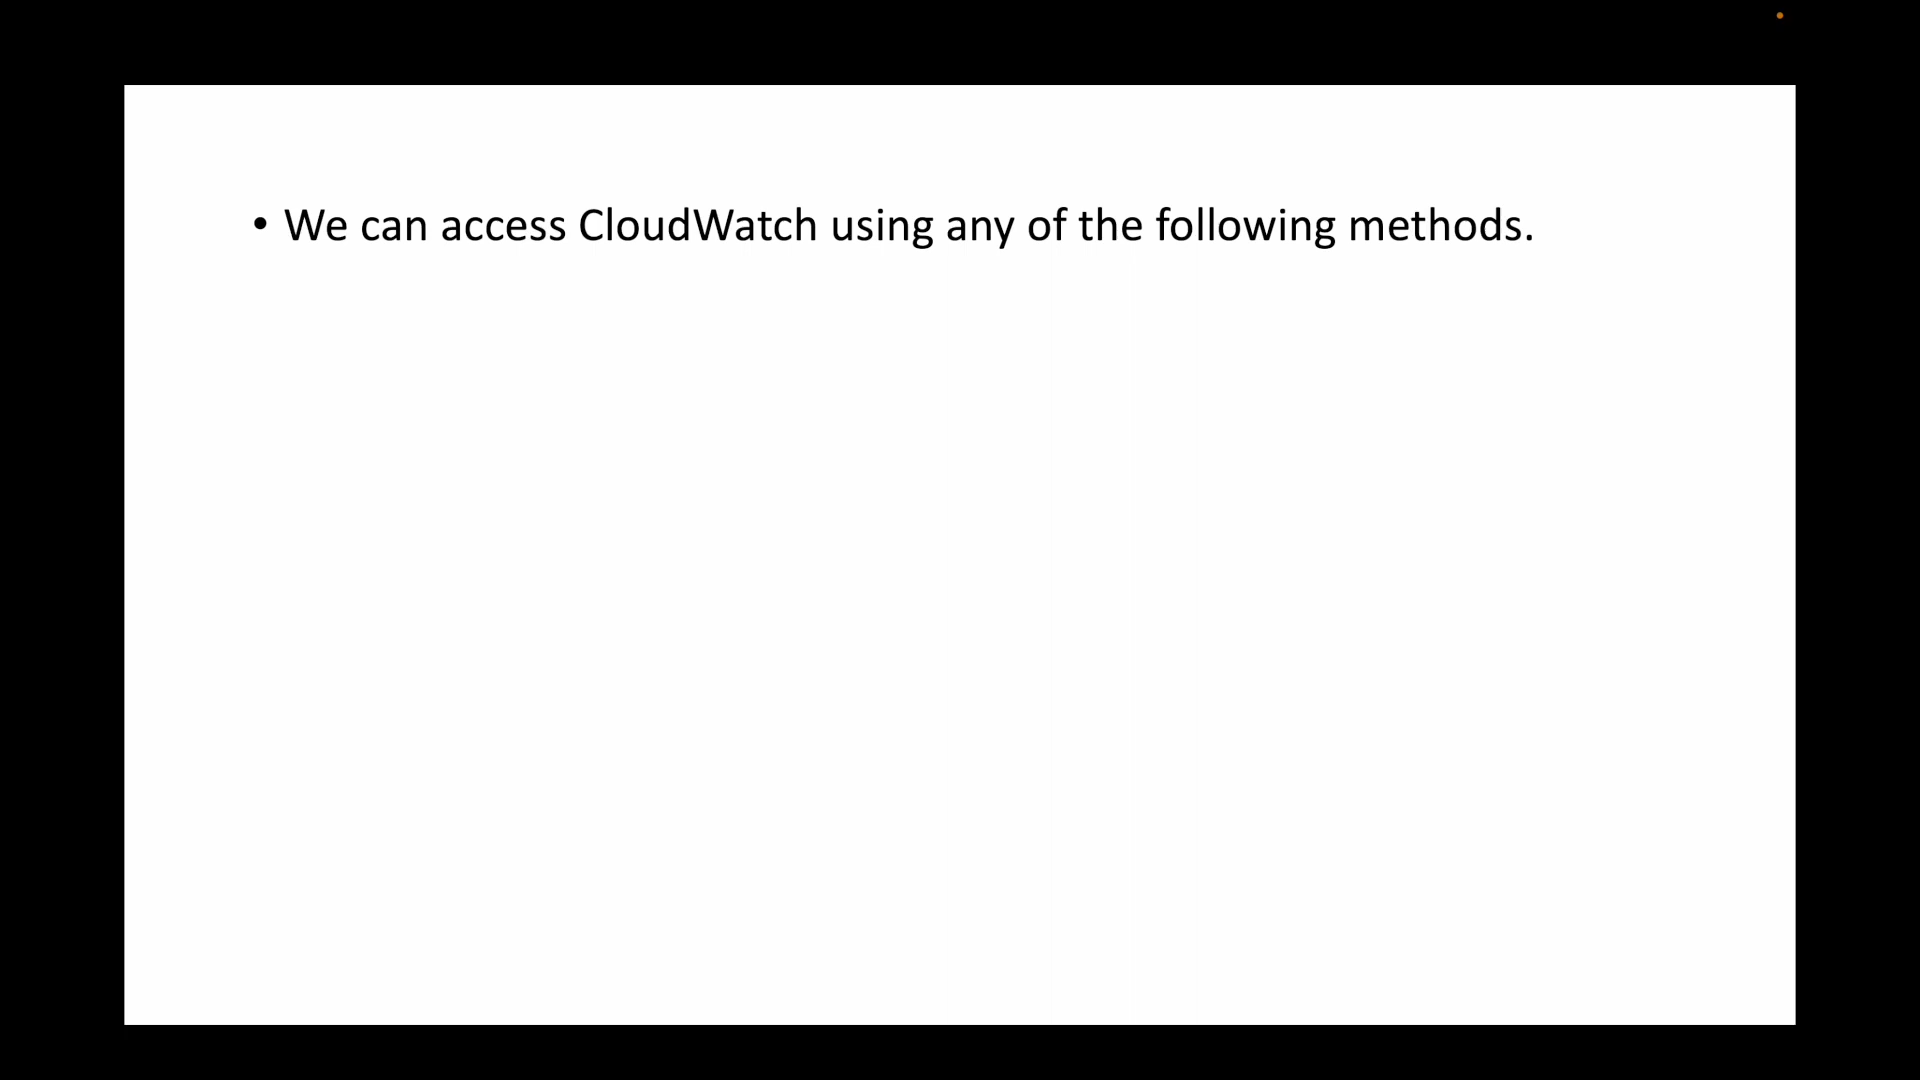 • We can access CloudWatch using any of the following methods.